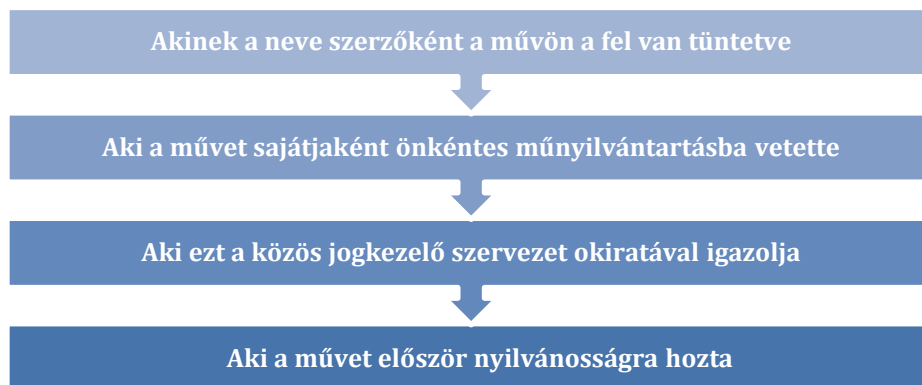 Akinek a neve szerzőként a művön a fel van tüntetve
Aki a művet sajátjaként önkéntes műnyilvántartásba vetette
Aki ezt a közös jogkezelő szervezet okiratával igazolja
Aki a művet először nyilvánosságra hozta